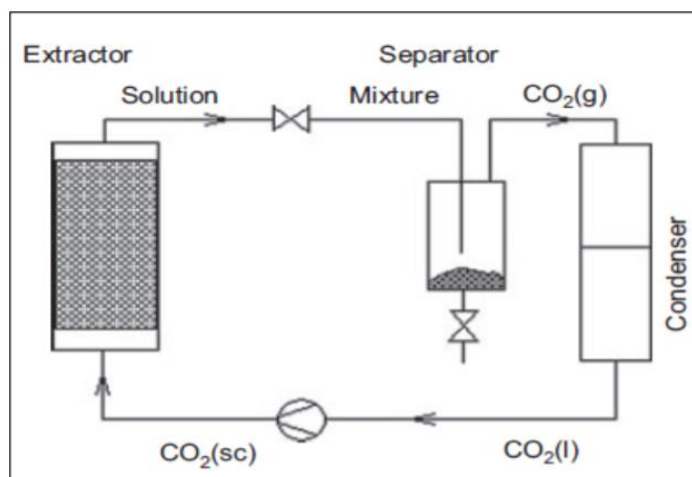 Extractor
Separator
Solution
Mixture
CO₂(g)
Condenser
CO₂(sc)
CO₂(l)